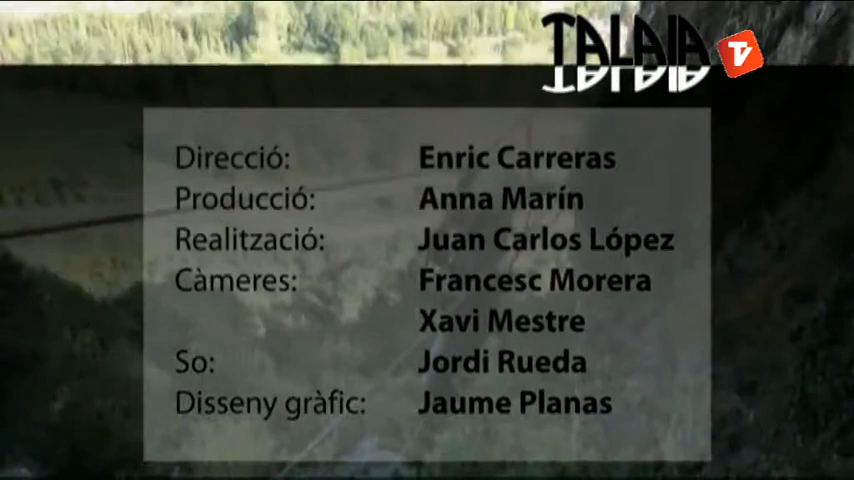 TALAIA
Direcció: Enric Carreras
Producció: Anna Marín
Realització: Juan Carlos López
Càmeres: Francesc Morera
Xavi Mestre
So: Jordi Rueda
Disseny gràfic: Jaume Planas